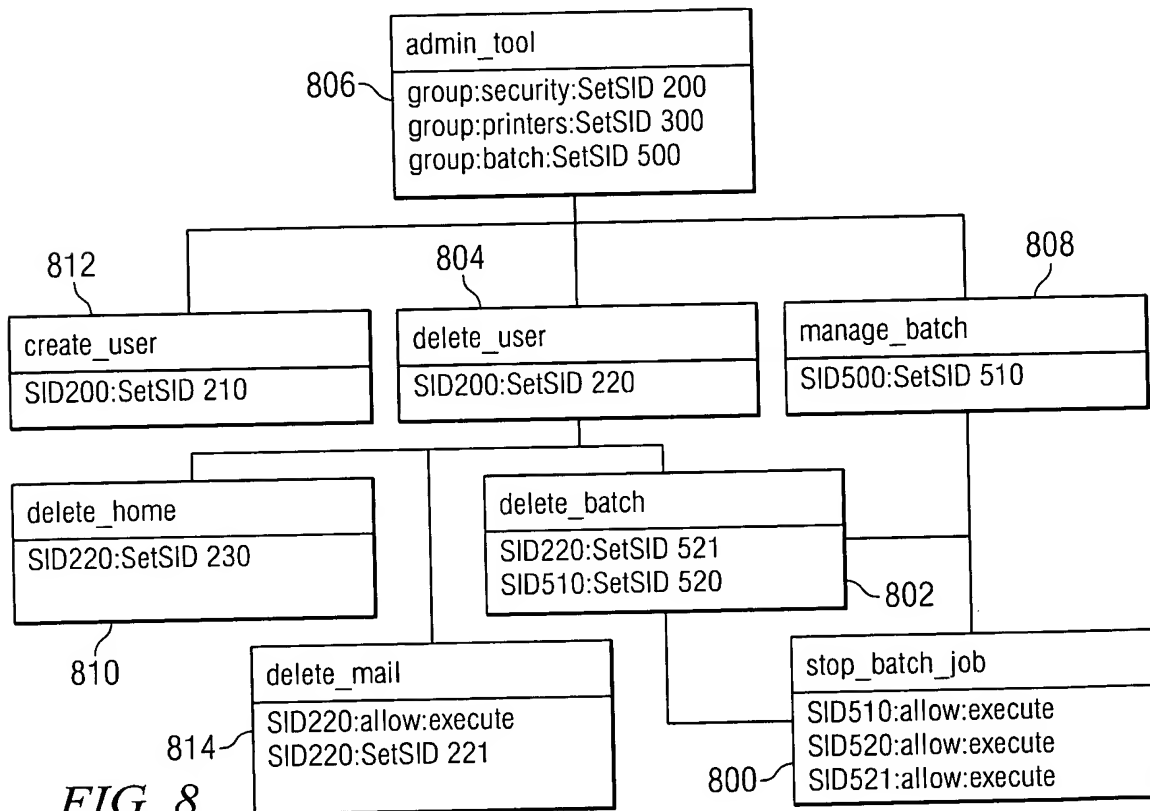 admin_tool
806
group:security:SetSID 200
group:printers:SetSID 300
group:batch:SetSID 500
812
804
808
create_user
SID200:SetSID 210
delete_user
SID200:SetSID 220
manage_batch
SID500:SetSID 510
delete_home
SID220:SetSID 230
810
delete_batch
SID220:SetSID 521
SID510:SetSID 520
802
delete_mail
SID220:allow:execute
SID220:SetSID 221
814
stop_batch_job
SID510:allow:execute
SID520:allow:execute
SID521:allow:execute
800
FIG. 8